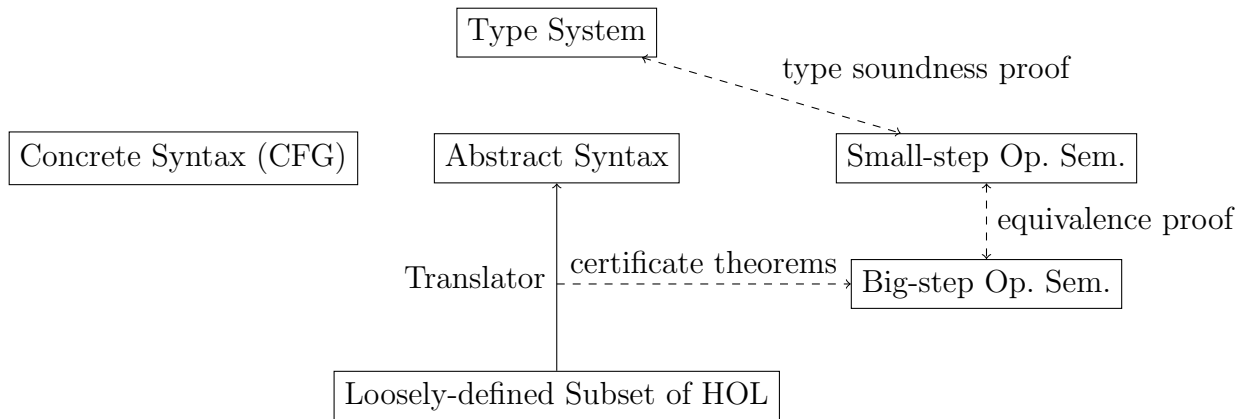 Type System
type soundness proof
Concrete Syntax (CFG)
Abstract Syntax
Small-step Op. Sem.
equivalence proof
Translator
certificate theorems
Big-step Op. Sem.
Loosely-defined Subset of HOL